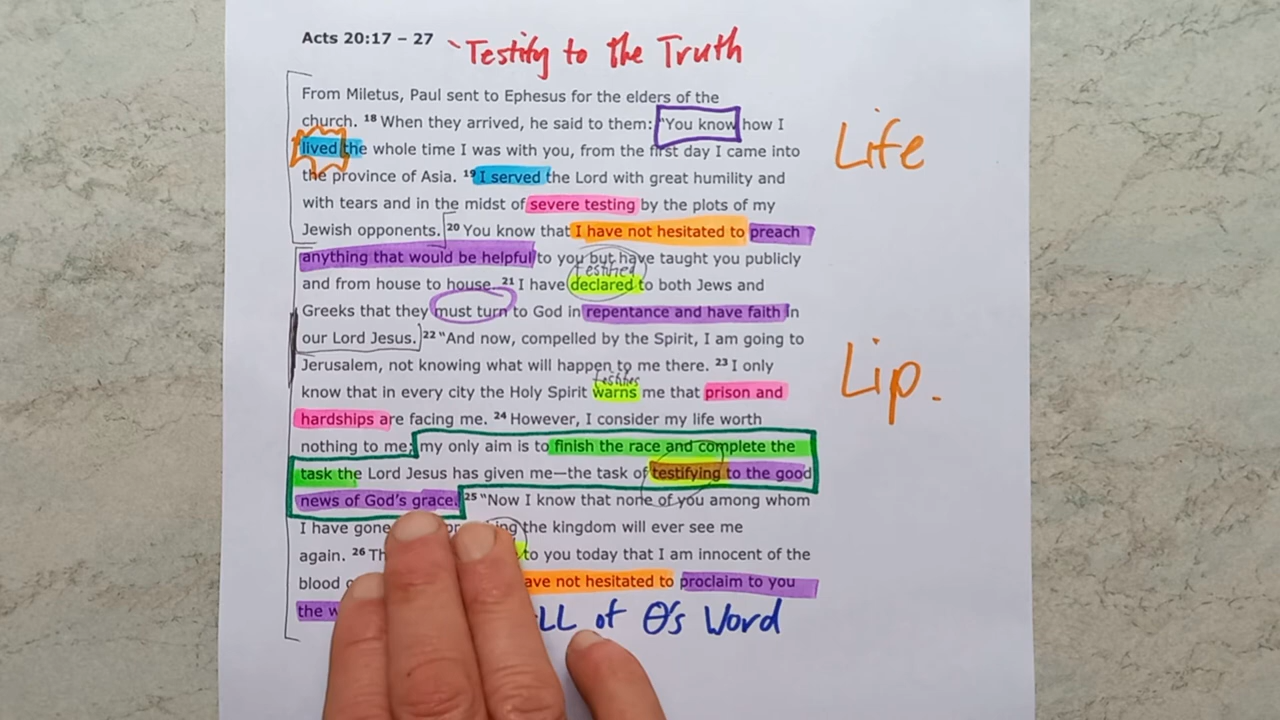 Acts 20:17 – 27 Testify to the Truth
From Miletus, Paul sent to Ephesus for the elders of the
church. 18 When they arrived, he said to them: “You know how I
lived the whole time I was with you, from the first day I came into
the province of Asia. 19 I served the Lord with great humility and
with tears and in the midst of severe testing by the plots of my
Jewish opponents. 20 You know that I have not hesitated to preach
anything that would be helpful to you but have taught you publicly
testified
and from house to house. 21 I have declared to both Jews and
Greeks that they must turn to God in repentance and have faith in
our Lord Jesus. 22 “And now, compelled by the Spirit, I am going to
Jerusalem, not knowing what will happen to me there. 23 I only
testifies
know that in every city the Holy Spirit warns me that prison and
hardships are facing me. 24 However, I consider my life worth
nothing to me; my only aim is to finish the race and complete the
task the Lord Jesus has given me—the task of testifying to the good
news of God’s grace. 25 “Now I know that none of you among whom
I have gone the kingdom will ever see me
again. 26 to you today that I am innocent of the
blood have not hesitated to proclaim to you
the
of Θ's Word
Life
Lip.